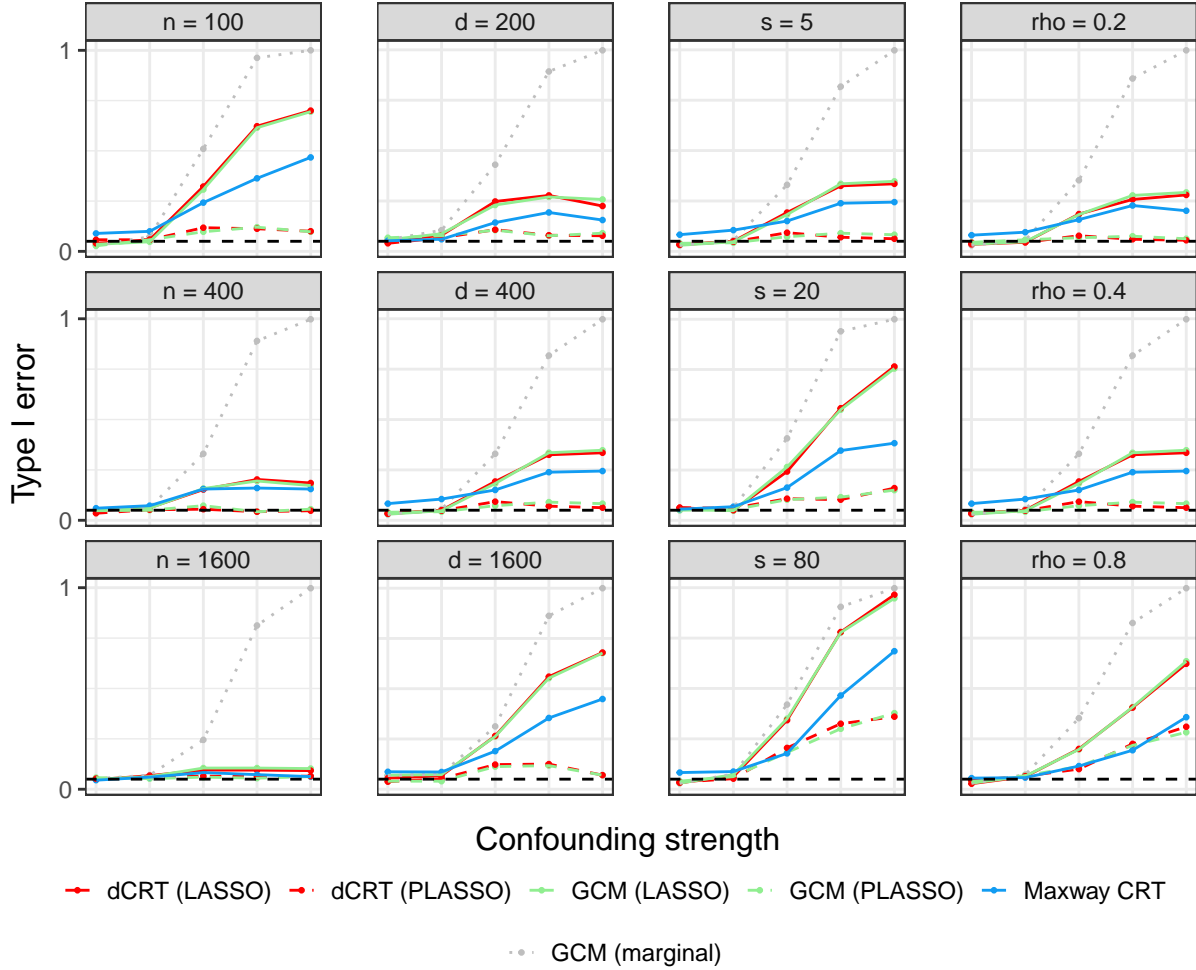 n = 100 d = 200 s = 5 rho = 0.2
1
0
n = 400 d = 400 s = 20 rho = 0.4
1
0
n = 1600 d = 1600 s = 80 rho = 0.8
1
0
Type I error
Confounding strength
dCRT (LASSO) dCRT (PLASSO) GCM (LASSO) GCM (PLASSO) Maxway CRT
GCM (marginal)